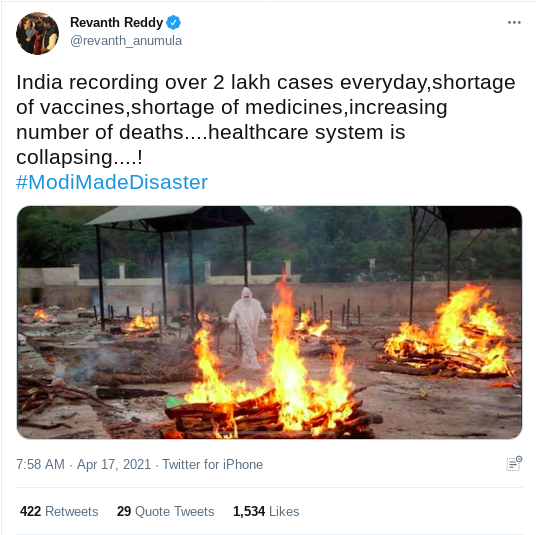 Revanth Reddy
@revanth_anumula
India recording over 2 lakh cases everyday,shortage
of vaccines,shortage of medicines,increasing
number of deaths....healthcare system is
collapsing....!
#ModiMadeDisaster
7:58 AM · Apr 17, 2021 · Twitter for iPhone
422 Retweets 29 Quote Tweets 1,534 Likes